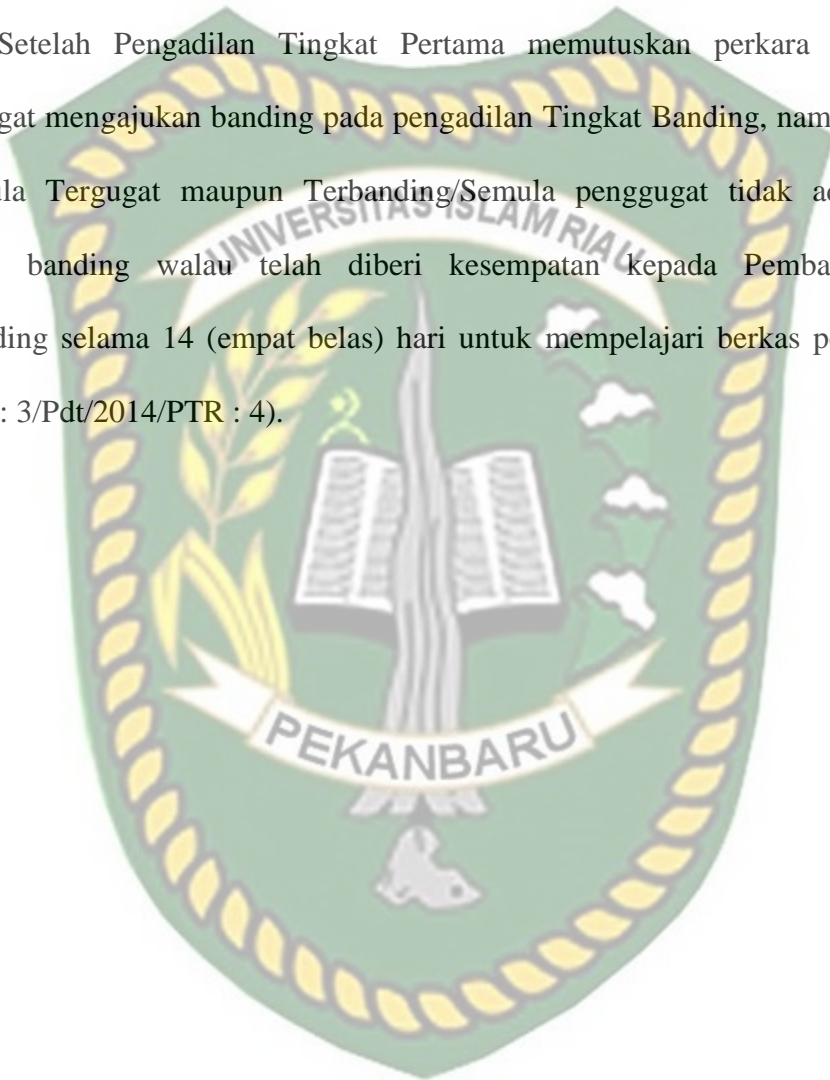 Setelah Pengadilan Tingkat Pertama memutuskan perkara
gat mengajukan banding pada pengadilan Tingkat Banding, nam
la Tergugat maupun Terbanding/Semula penggugat tidak ad
banding walau telah diberi kesempatan kepada Pemba
ding selama 14 (empat belas) hari untuk mempelajari berkas p
: 3/Pdt/2014/PTR : 4).
UNIVERSITAS ISLAM RIAU
PEKANBARU